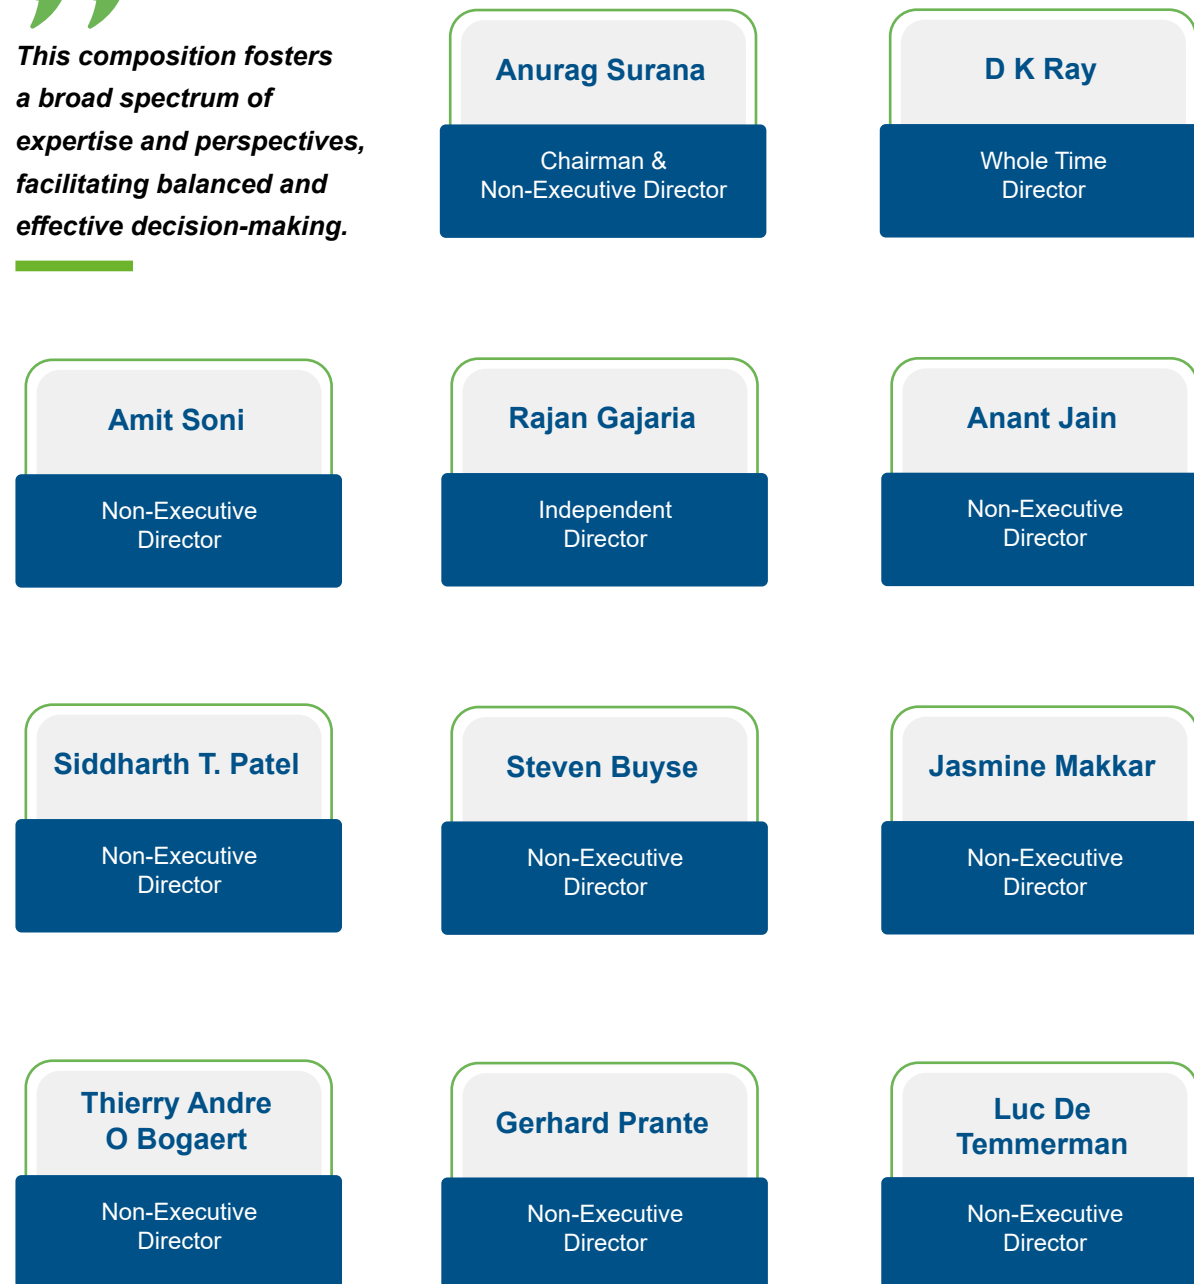 This composition fosters
a broad spectrum of
expertise and perspectives,
facilitating balanced and
effective decision-making.
Anurag Surana
Chairman &
Non-Executive Director
D K Ray
Whole Time
Director
Amit Soni
Non-Executive
Director
Rajan Gajaria
Independent
Director
Anant Jain
Non-Executive
Director
Siddharth T. Patel
Non-Executive
Director
Steven Buyse
Non-Executive
Director
Jasmine Makkar
Non-Executive
Director
Thierry Andre
O Bogaert
Non-Executive
Director
Gerhard Prante
Non-Executive
Director
Luc De
Temmerman
Non-Executive
Director